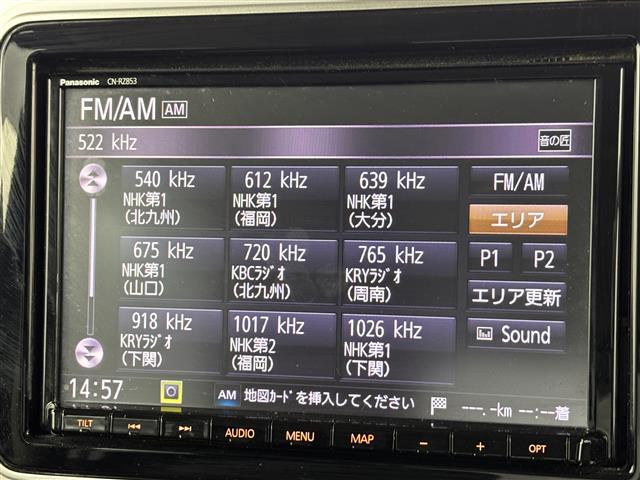 Panasonic CN-RZ853
FM/AM AM
522 kHz 音の匠
540 kHz
NHK第1
(北九州)
612 kHz
NHK第1
(福岡)
639 kHz
NHK第1
(大分)
FM/AM
エリア
675 kHz
NHK第1
(山口)
720 kHz
KBCラジオ
(北九州)
765 kHz
KRYラジオ
(周南)
P1 P2
エリア更新
918 kHz
KRYラジオ
(下関)
1017 kHz
NHK第2
(福岡)
1026 kHz
NHK第1
(下関)
Sound
14:57 AM 地図カードを挿入してください ---.-km --:--着
TILT AUDIO MENU MAP - + OPT